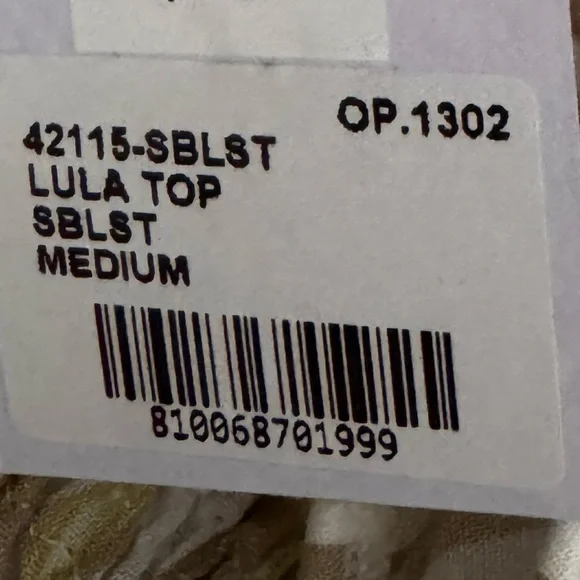 OP.1302
42115-SBLST
LULA TOP
SBLST
MEDIUM
810068701999